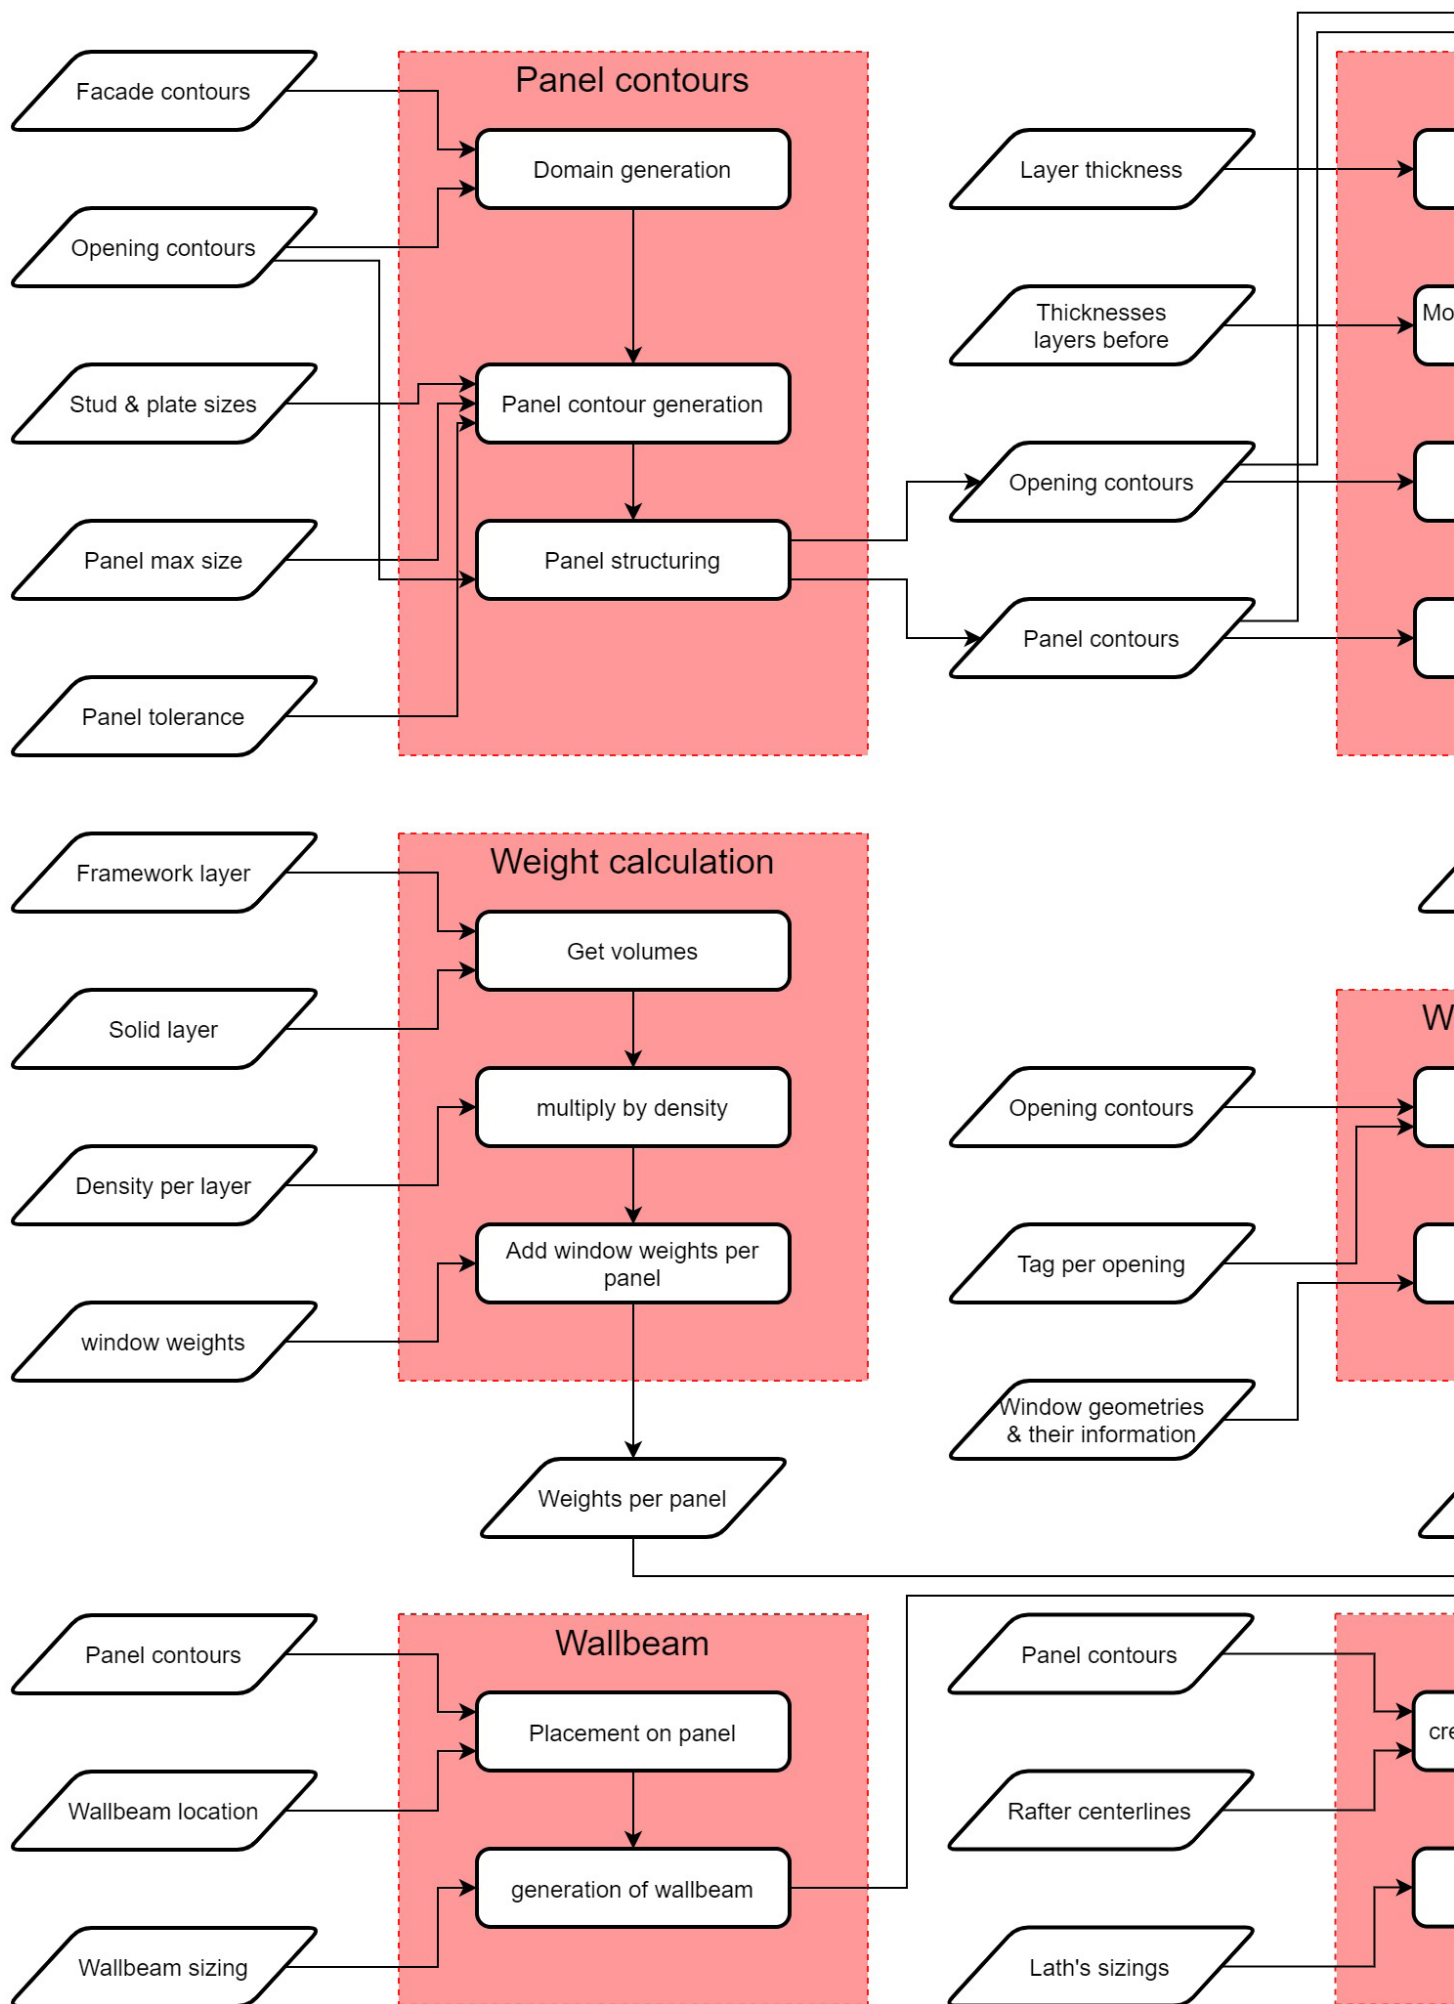 Panel contours
Facade contours
Domain generation
Layer thickness
Opening contours
Thicknesses
layers before
Mo
Stud & plate sizes
Panel contour generation
Opening contours
Panel max size
Panel structuring
Panel contours
Panel tolerance
Weight calculation
Framework layer
Get volumes
Solid layer
W
multiply by density
Opening contours
Density per layer
Add window weights per
panel
Tag per opening
window weights
Window geometries
& their information
Weights per panel
Wallbeam
Panel contours
Panel contours
Placement on panel
cre
Wallbeam location
Rafter centerlines
generation of wallbeam
Wallbeam sizing
Lath's sizings